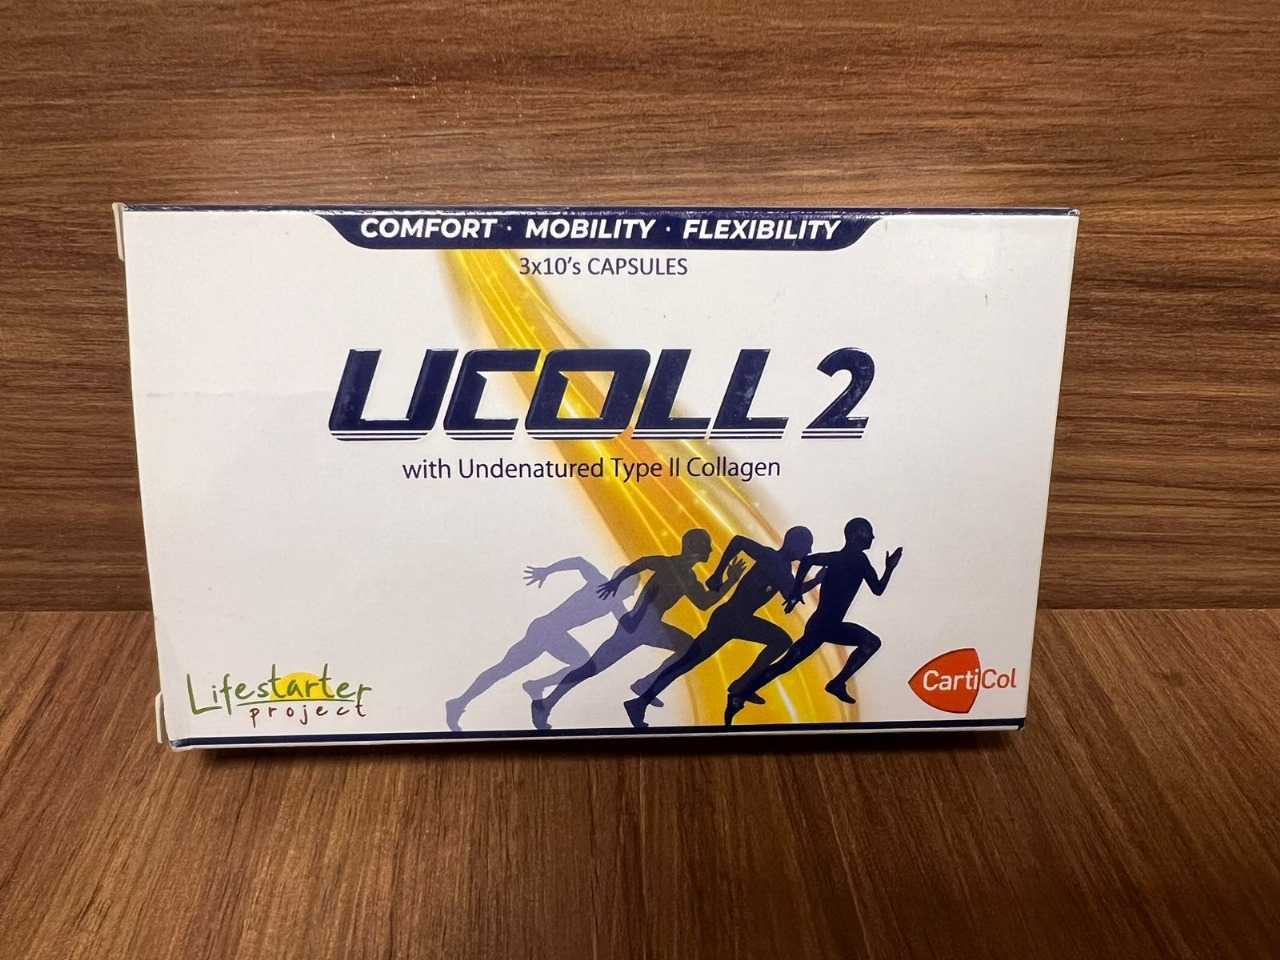 COMFORT · MOBILITY · FLEXIBILITY
3x10's CAPSULES
UCOLL 2
with Undenatured Type II Collagen
Lifestarter
project
CartiCol